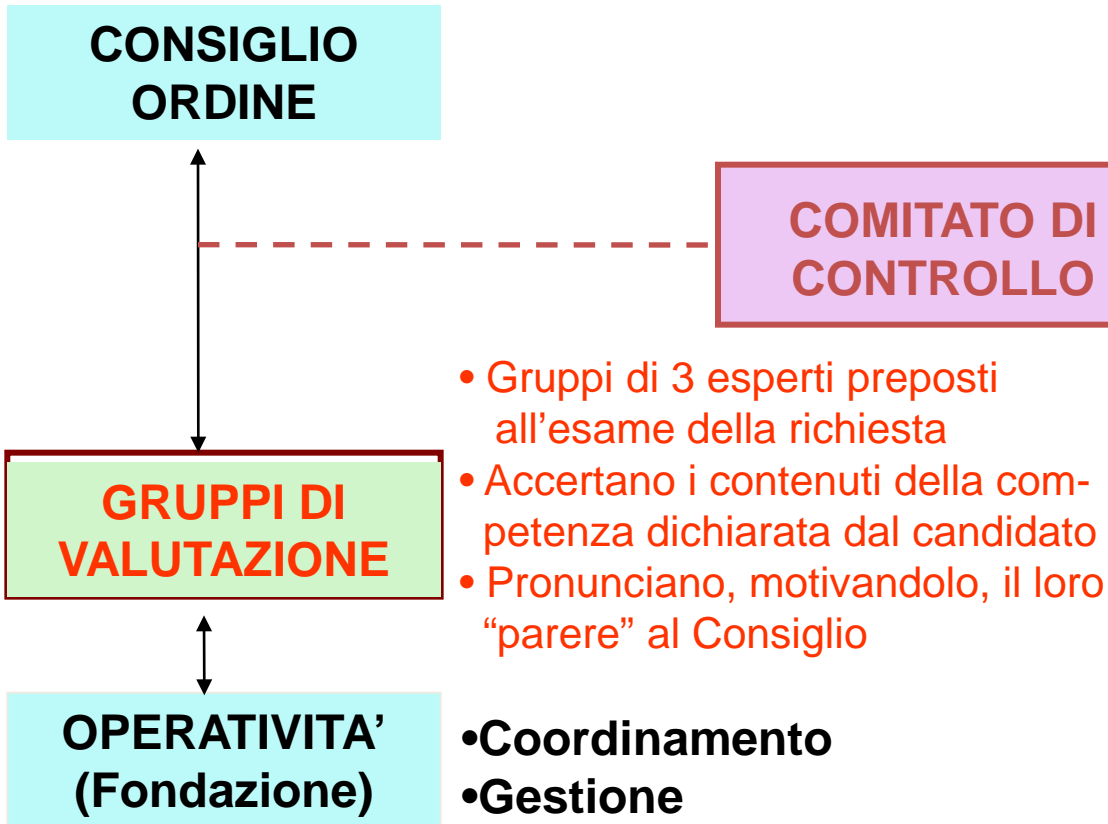 CONSIGLIO
ORDINE
COMITATO DI
CONTROLLO
• Gruppi di 3 esperti preposti
all’esame della richiesta
• Accertano i contenuti della com-
petenza dichiarata dal candidato
• Pronunciano, motivandolo, il loro
“parere” al Consiglio
GRUPPI DI
VALUTAZIONE
OPERATIVITA’
(Fondazione)
•Coordinamento
•Gestione